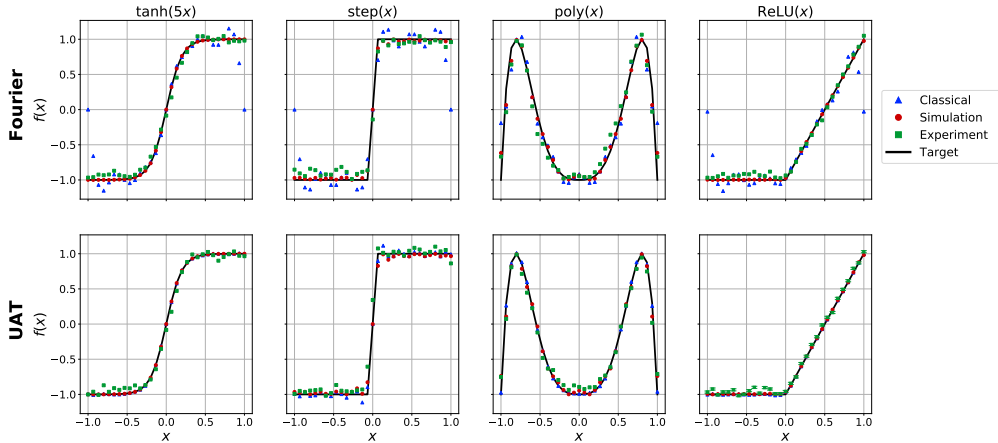 tanh(5x) step(x) poly(x) ReLU(x)
Fourier
f(x)
1.0
0.5
0.0
−0.5
−1.0
Classical
Simulation
Experiment
Target
UAT
f(x)
1.0
0.5
0.0
−0.5
−1.0
−1.0 −0.5 0.0 0.5 1.0 −1.0 −0.5 0.0 0.5 1.0 −1.0 −0.5 0.0 0.5 1.0 −1.0 −0.5 0.0 0.5 1.0
x x x x